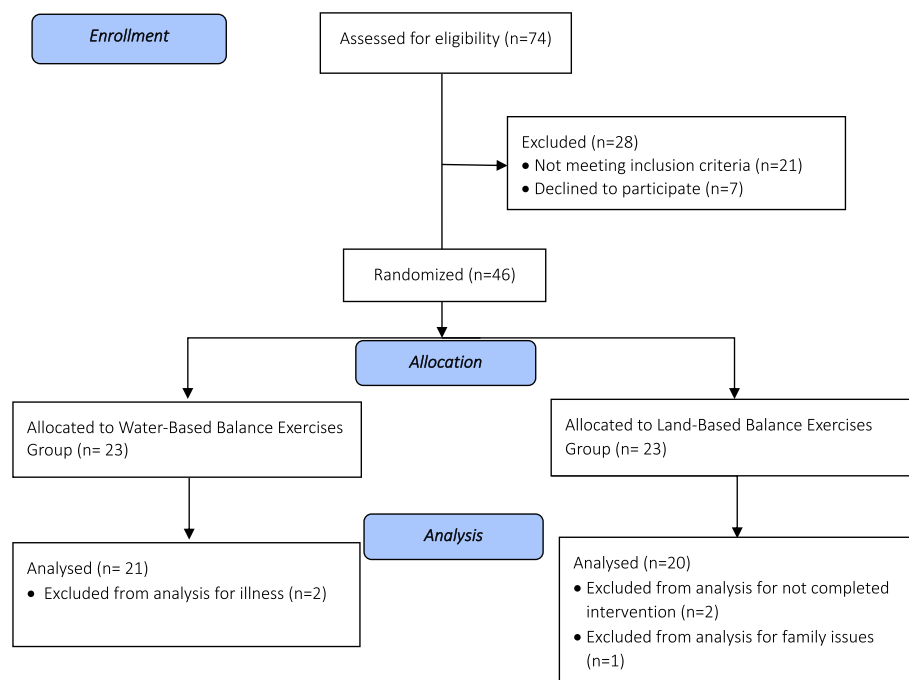 Enrollment
Assessed for eligibility (n=74)
Excluded (n=28)
• Not meeting inclusion criteria (n=21)
• Declined to participate (n=7)
Randomized (n=46)
Allocation
Allocated to Water-Based Balance Exercises
Group (n= 23)
Allocated to Land-Based Balance Exercises
Group (n= 23)
Analysis
Analysed (n= 21)
• Excluded from analysis for illness (n=2)
Analysed (n=20)
• Excluded from analysis for not completed
intervention (n=2)
• Excluded from analysis for family issues
(n=1)